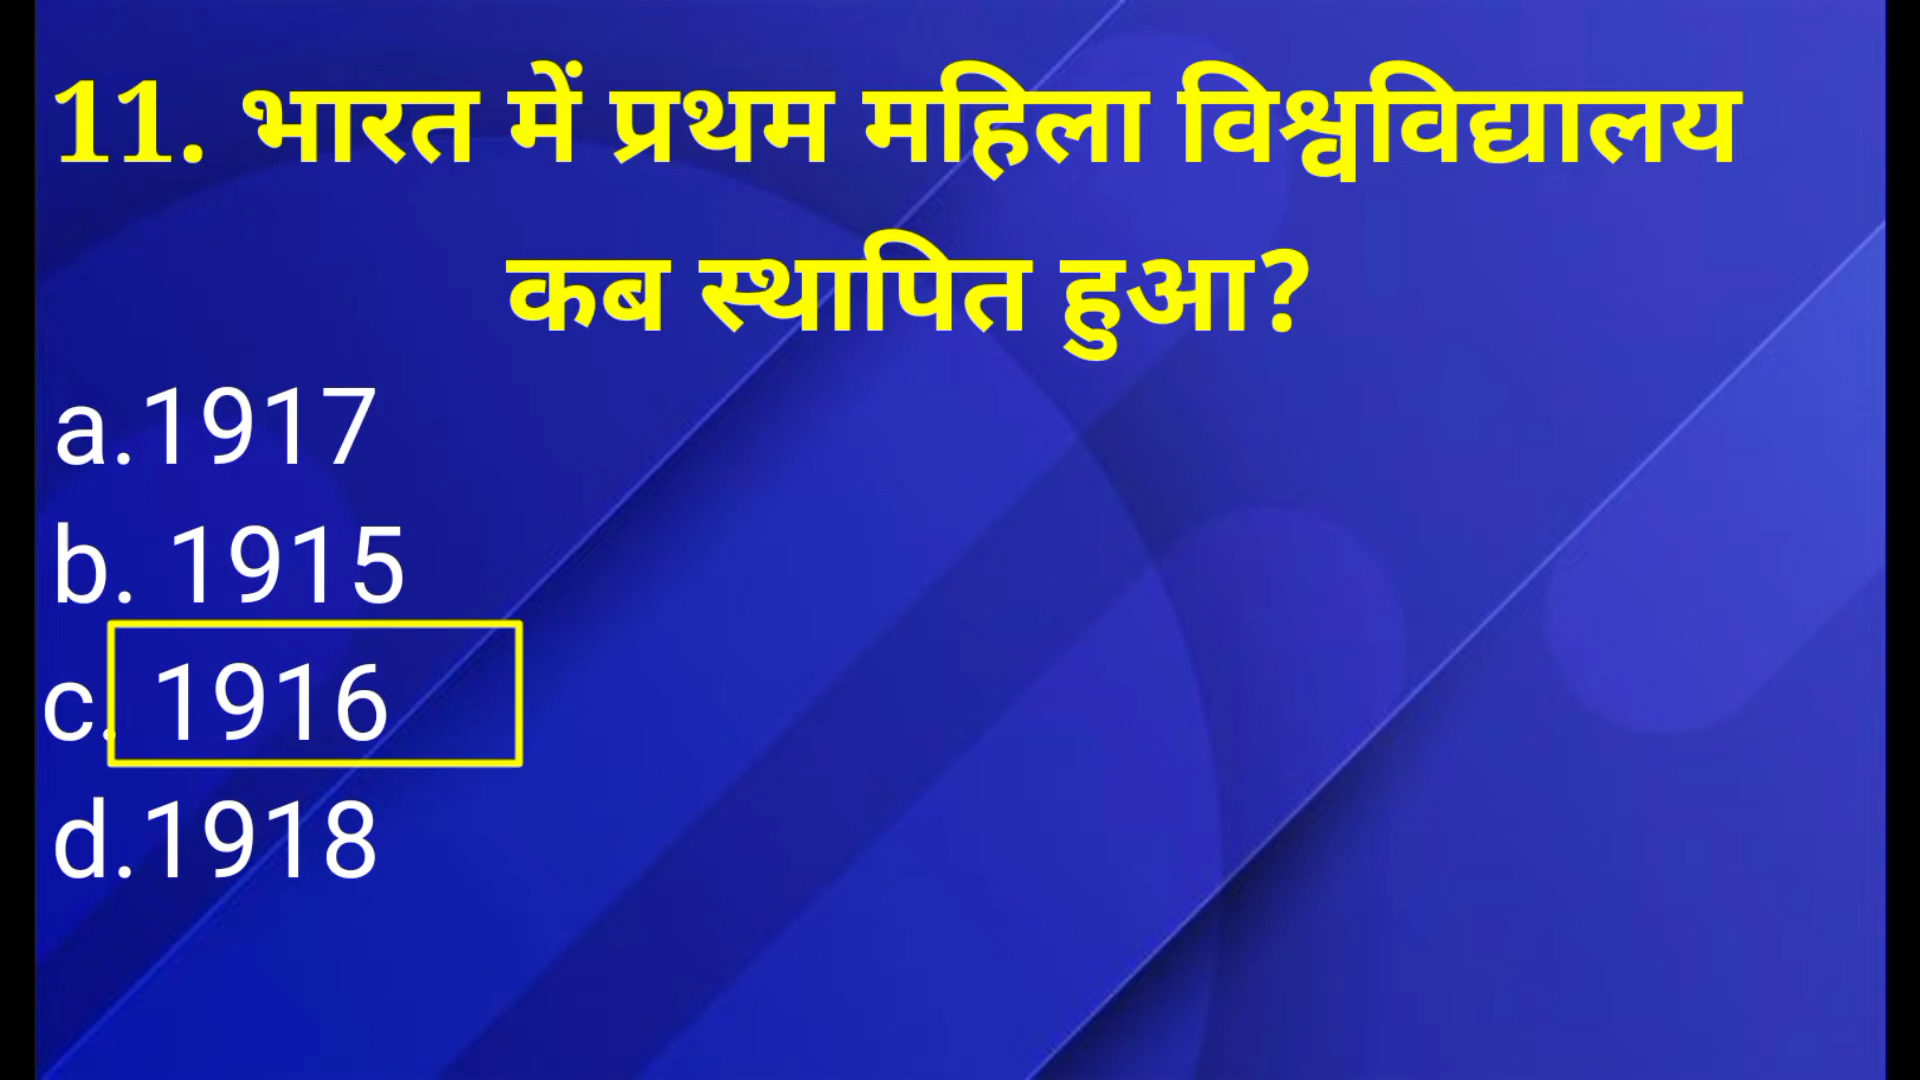 11. भारत में प्रथम महिला विश्वविद्यालय
कब स्थापित हुआ?
a.1917
b. 1915
c. 1916
d.1918